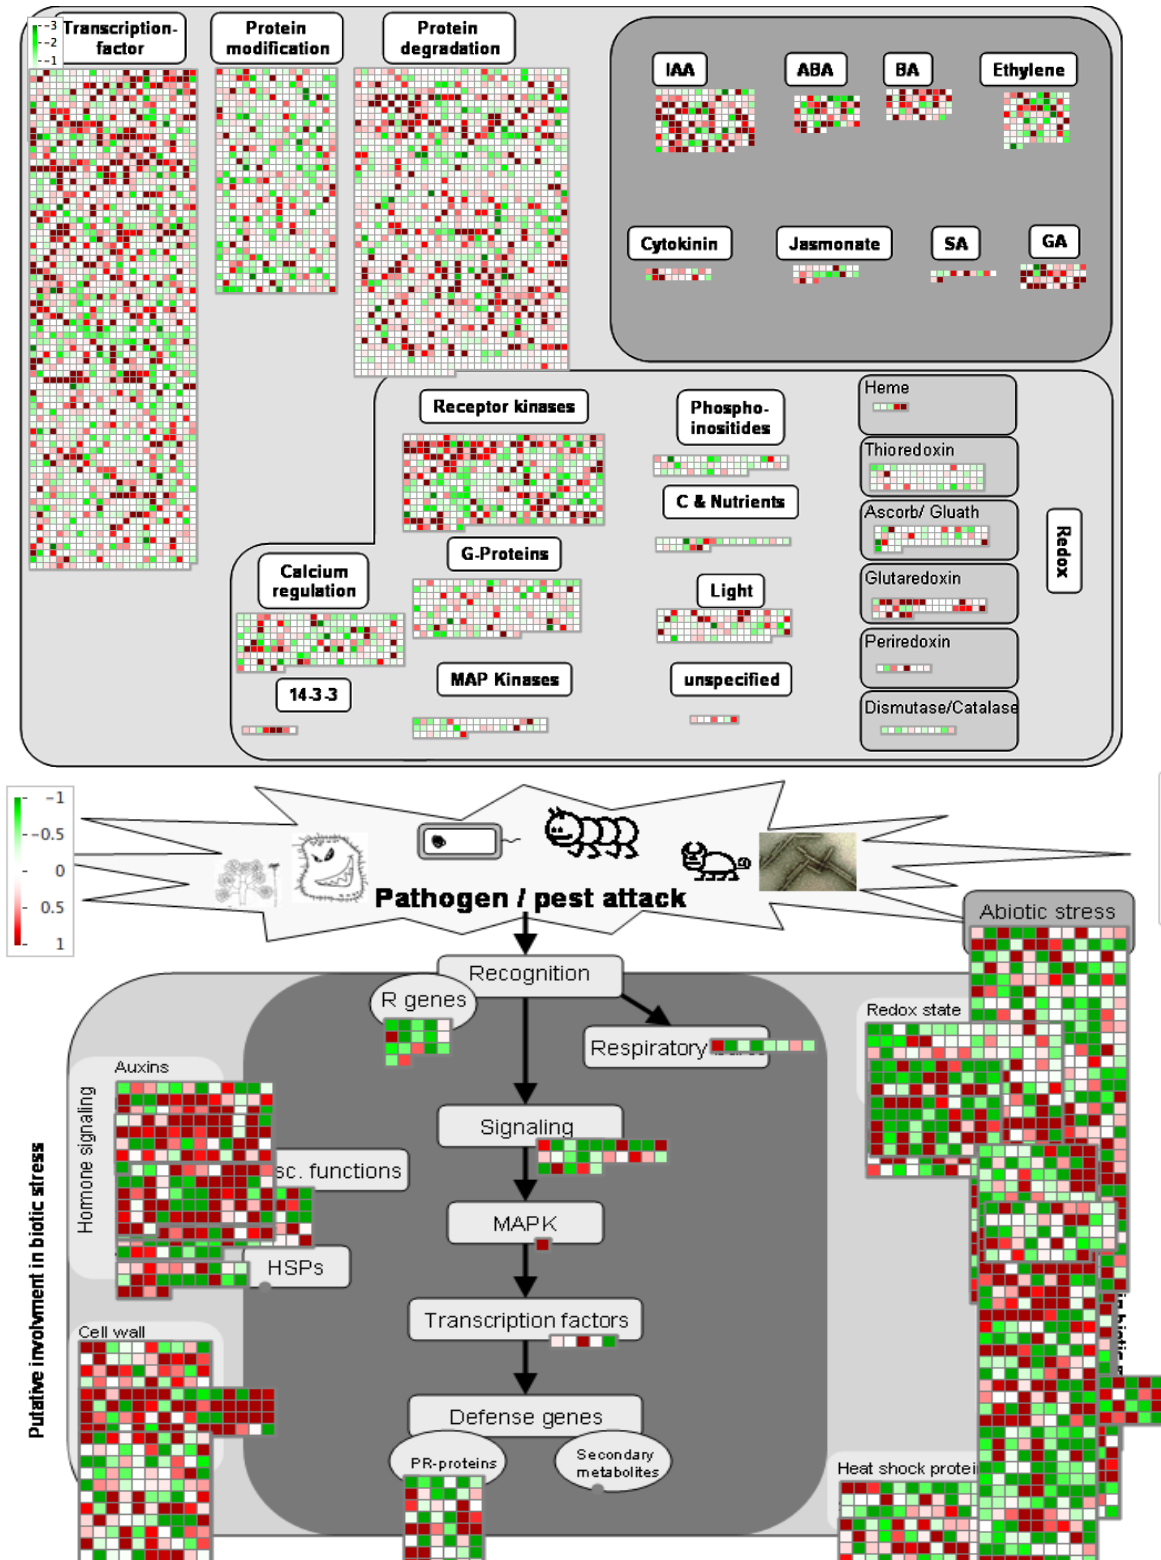 -3
-2
-1
Transcription-
factor
Protein
modification
Protein
degradation
IAA
ABA
BA
Ethylene
Cytokinin
Jasmonate
SA
GA
Receptor kinases
Phospho-
inositides
C & Nutrients
G-Proteins
Calcium
regulation
Light
MAP Kinases
unspecified
14-3-3
Heme
Thioredoxin
Ascorb/ Gluath
Glutaredoxin
Periredoxin
Dismutase/Catalase
Redox
-1
-0.5
0
0.5
1
Pathogen / pest attack
Abiotic stress
Recognition
R genes
Redox state
Respiratory
Auxins
Hormone signaling
Signaling
sc. functions
MAPK
HSPs
Putative involvment in biotic stress
Transcription factors
Cell wall
Defense genes
PR-proteins
Secondary
metabolites
Heat shock protei